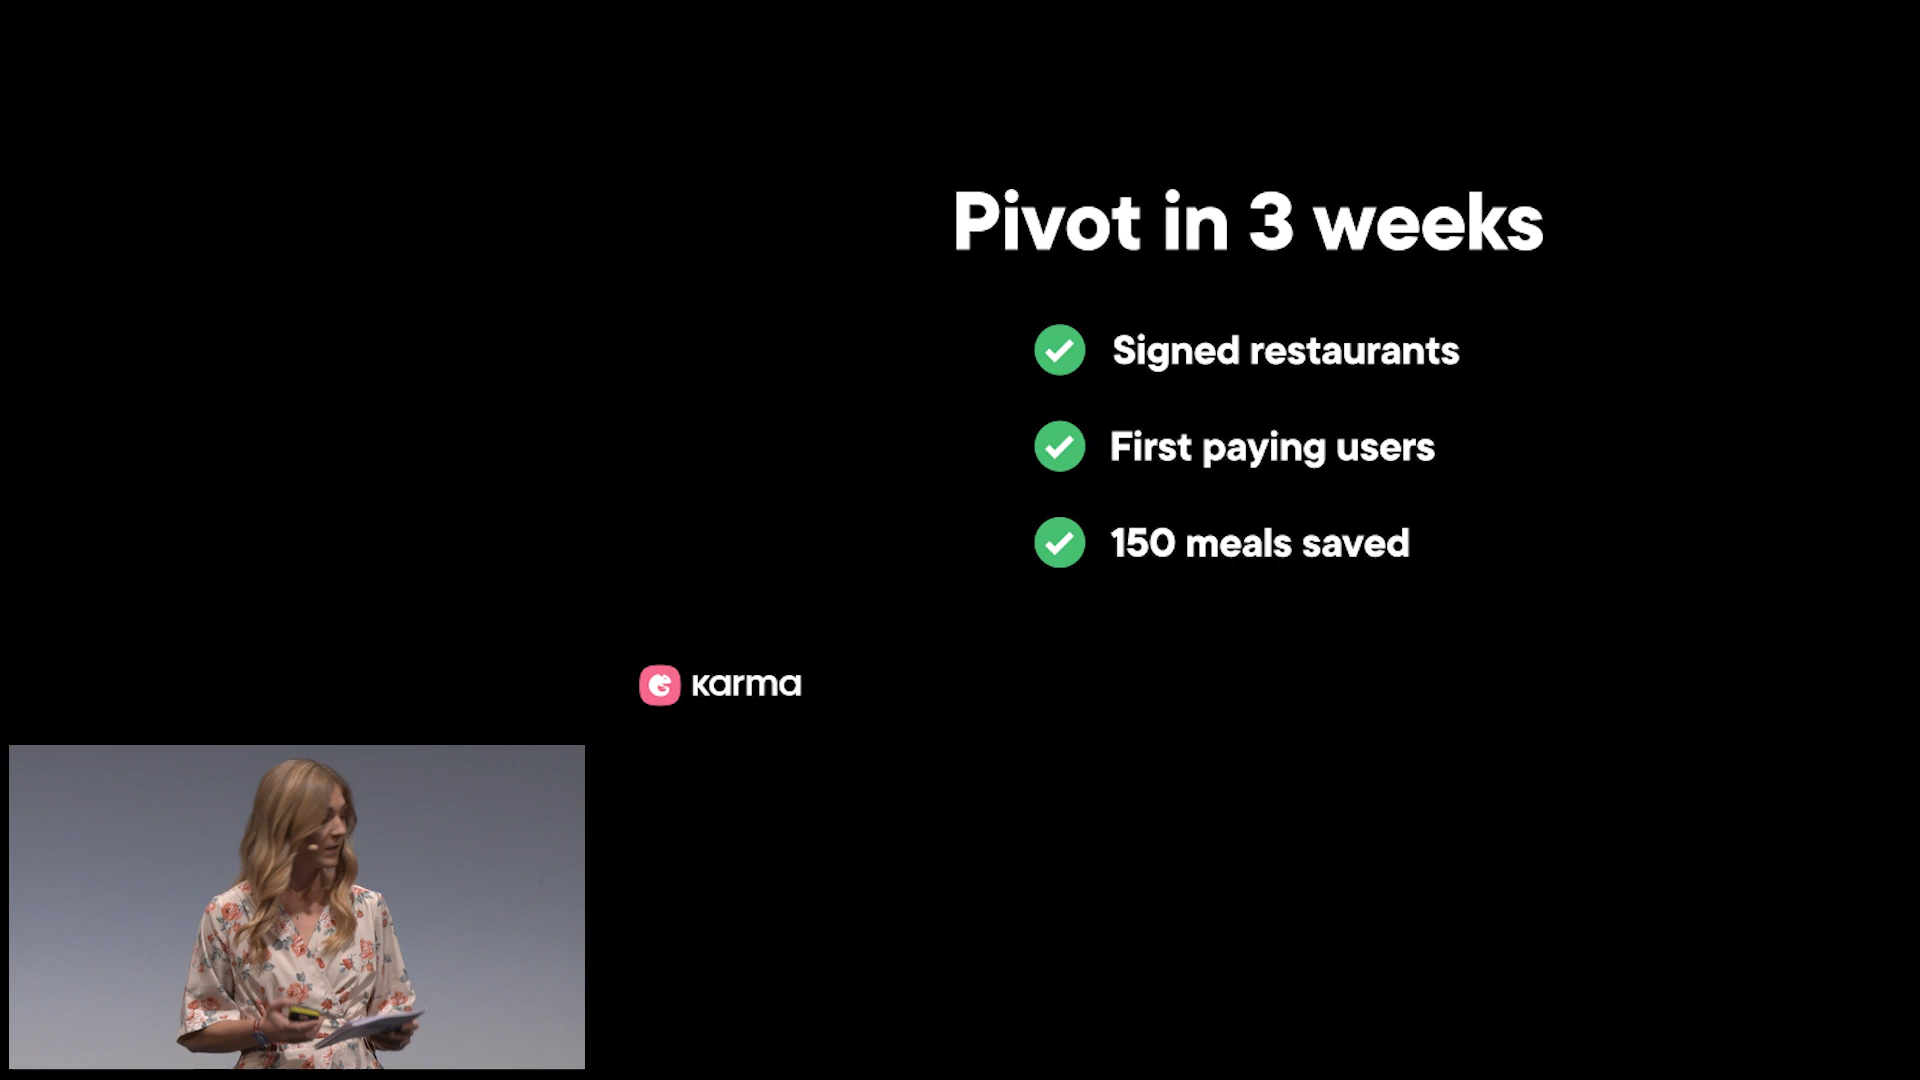 Pivot in 3 weeks
Signed restaurants
First paying users
150 meals saved
karma